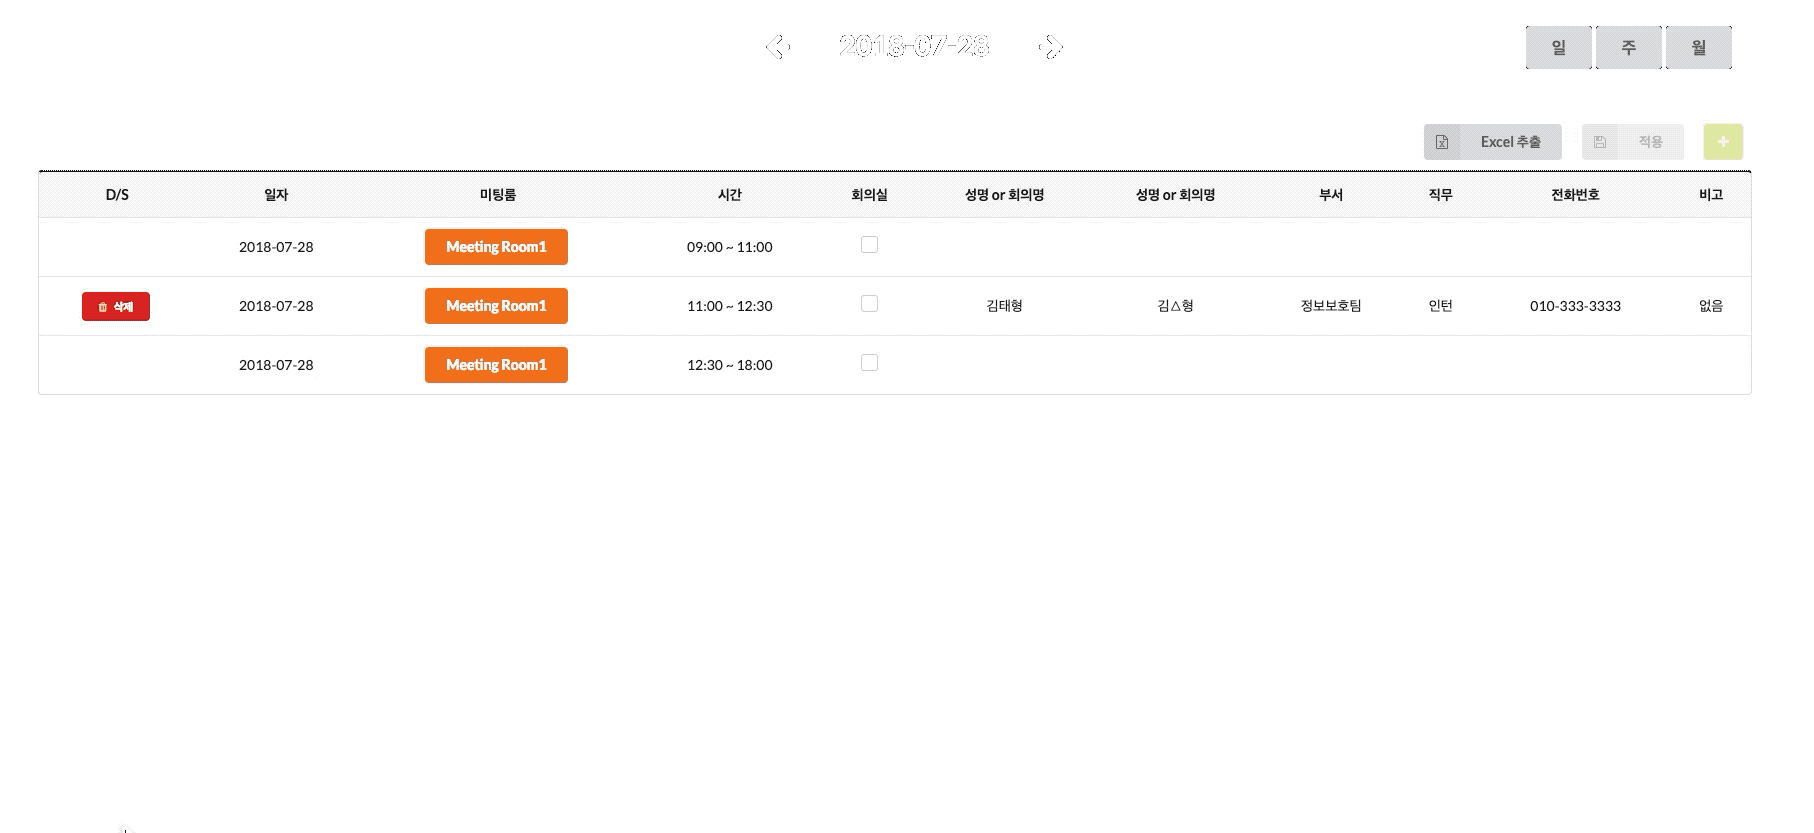 2018-07-28
일 주 월
Excel 추출 적용
D/S 일자 미팅룸 시간 회의실 성명 or 회의명 성명 or 회의명 부서 직무 전화번호 비고
2018-07-28 Meeting Room1 09:00 ~ 11:00
삭제 2018-07-28 Meeting Room1 11:00 ~ 12:30 김태형 김△형 정보보호팀 인턴 010-333-3333 없음
2018-07-28 Meeting Room1 12:30 ~ 18:00